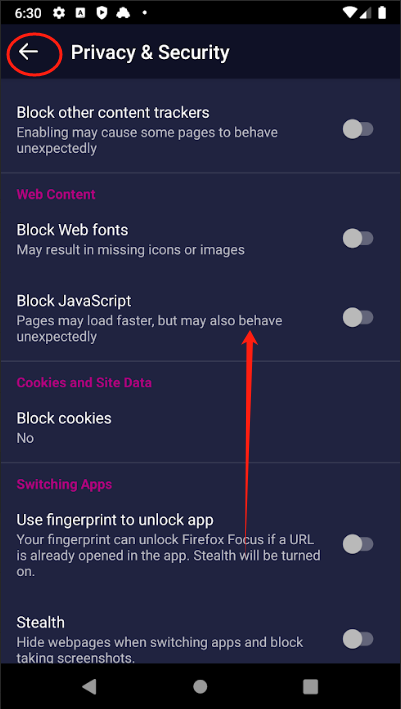 6:30
Privacy & Security
Block other content trackers
Enabling may cause some pages to behave
unexpectedly
Web Content
Block Web fonts
May result in missing icons or images
Block JavaScript
Pages may load faster, but may also behave
unexpectedly
Cookies and Site Data
Block cookies
No
Switching Apps
Use fingerprint to unlock app
Your fingerprint can unlock Firefox Focus if a URL
is already opened in the app. Stealth will be turned
on.
Stealth
Hide webpages when switching apps and block
taking screenshots.